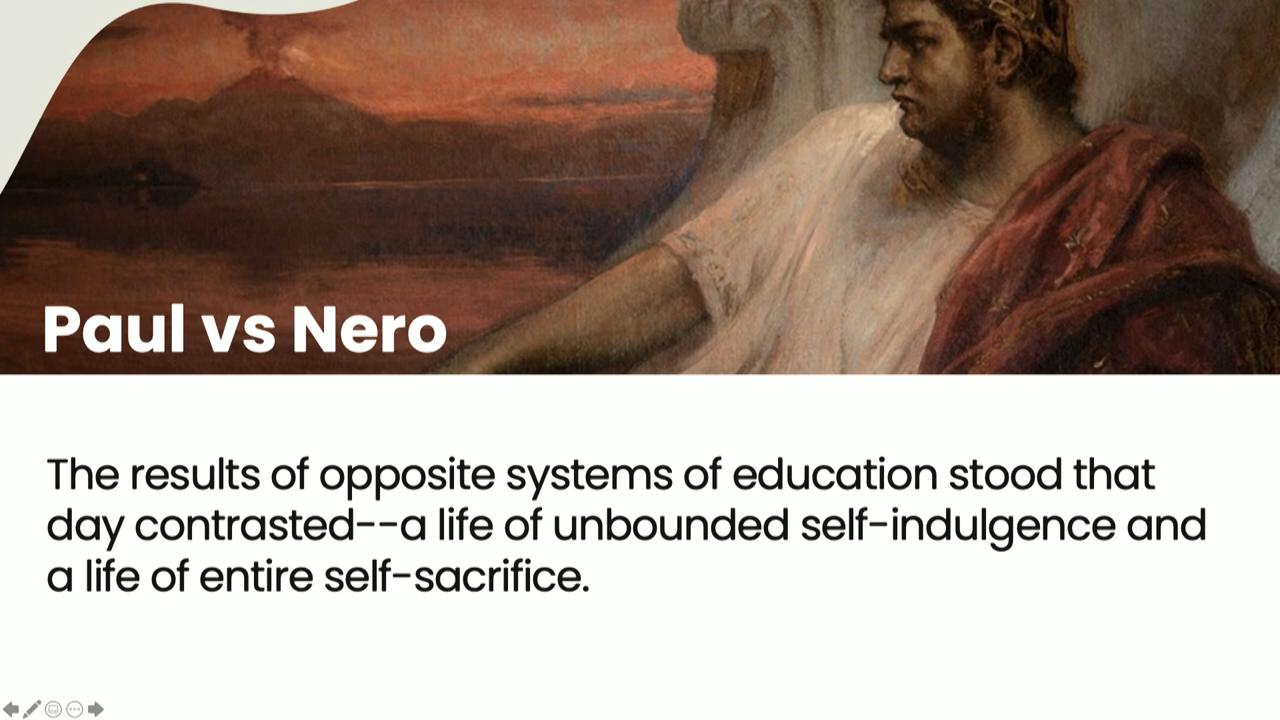 Paul vs Nero
The results of opposite systems of education stood that
day contrasted--a life of unbounded self-indulgence and
a life of entire self-sacrifice.